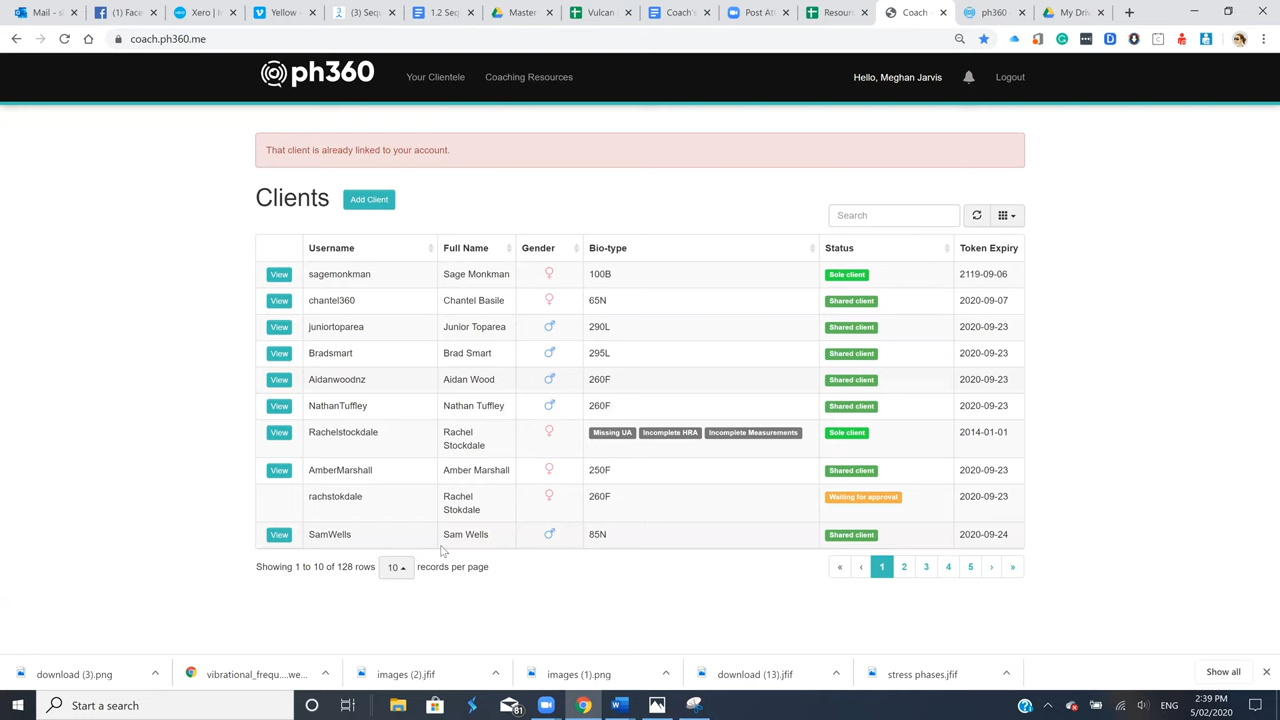 Mail - s
Face
Xero | In
Yellow -
(3) Seq
1.2 Seq
Master
Vulcan
Coachi
Post Att
Resour
Coach -
ph360
My Driv
coach.ph360.me
ph360 Your Clientele Coaching Resources Hello, Meghan Jarvis Logout
That client is already linked to your account.
Clients Add Client
Search
Username Full Name Gender Bio-type Status Token Expiry
View sagemonkman Sage Monkman 100B Sole client 2119-09-06
View chantel360 Chantel Basile 65N Shared client 2020-09-07
View juniortoparea Junior Toparea 290L Shared client 2020-09-23
View Bradsmart Brad Smart 295L Shared client 2020-09-23
View Aidanwoodnz Aidan Wood 260F Shared client 2020-09-23
View NathanTuffley Nathan Tuffley 260F Shared client 2020-09-23
View Rachelstockdale Rachel Missing UA Incomplete HRA Incomplete Measurements Sole client 2014-01-01
Stockdale
View AmberMarshall Amber Marshall 250F Shared client 2020-09-23
rachstokdale Rachel 260F Waiting for approval 2020-09-23
Stokdale
View SamWells Sam Wells 85N Shared client 2020-09-24
Showing 1 to 10 of 128 rows 10 records per page « ‹ 1 2 3 4 5 › »
download (3).png vibrational_frequ....we... images (2).jfif images (1).png download (13).jfif stress phases.jfif Show all
Start a search 81 ENG 2:39 PM
5/02/2020